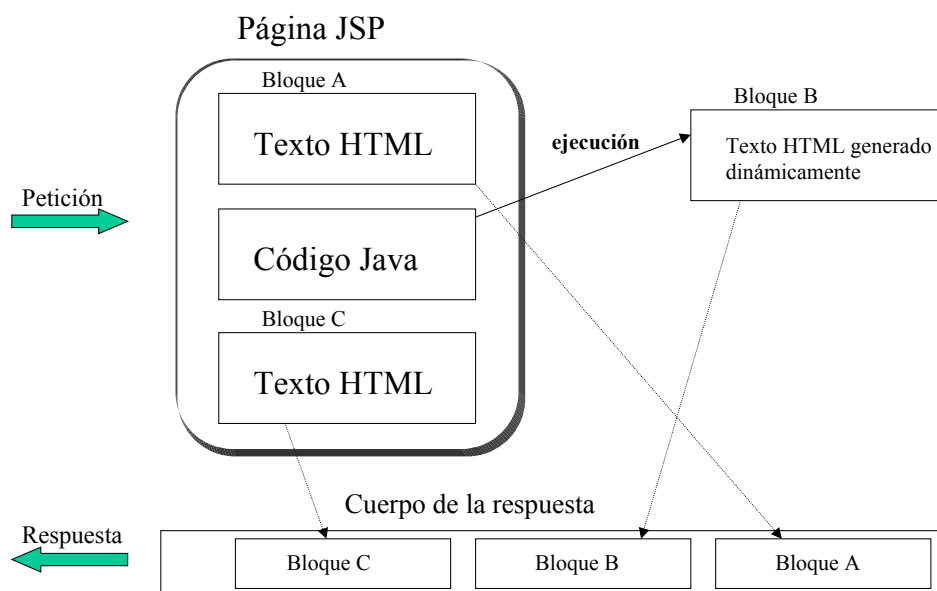 Página JSP
Bloque A
Texto HTML
Bloque B
ejecución
Texto HTML generado
dinámicamente
Petición
Código Java
Bloque C
Texto HTML
Cuerpo de la respuesta
Respuesta
Bloque C
Bloque B
Bloque A